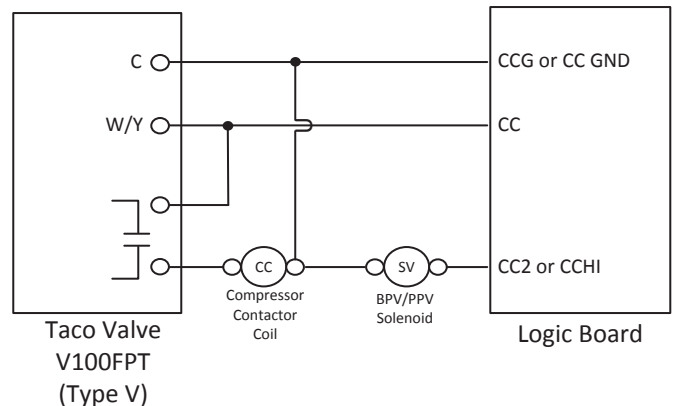 C
CCG or CC GND
W/Y
CC
CC
SV
CC2 or CCHI
Compressor
Contactor
Coil
BPV/PPV
Solenoid
Taco Valve
V100FPT
(Type V)
Logic Board